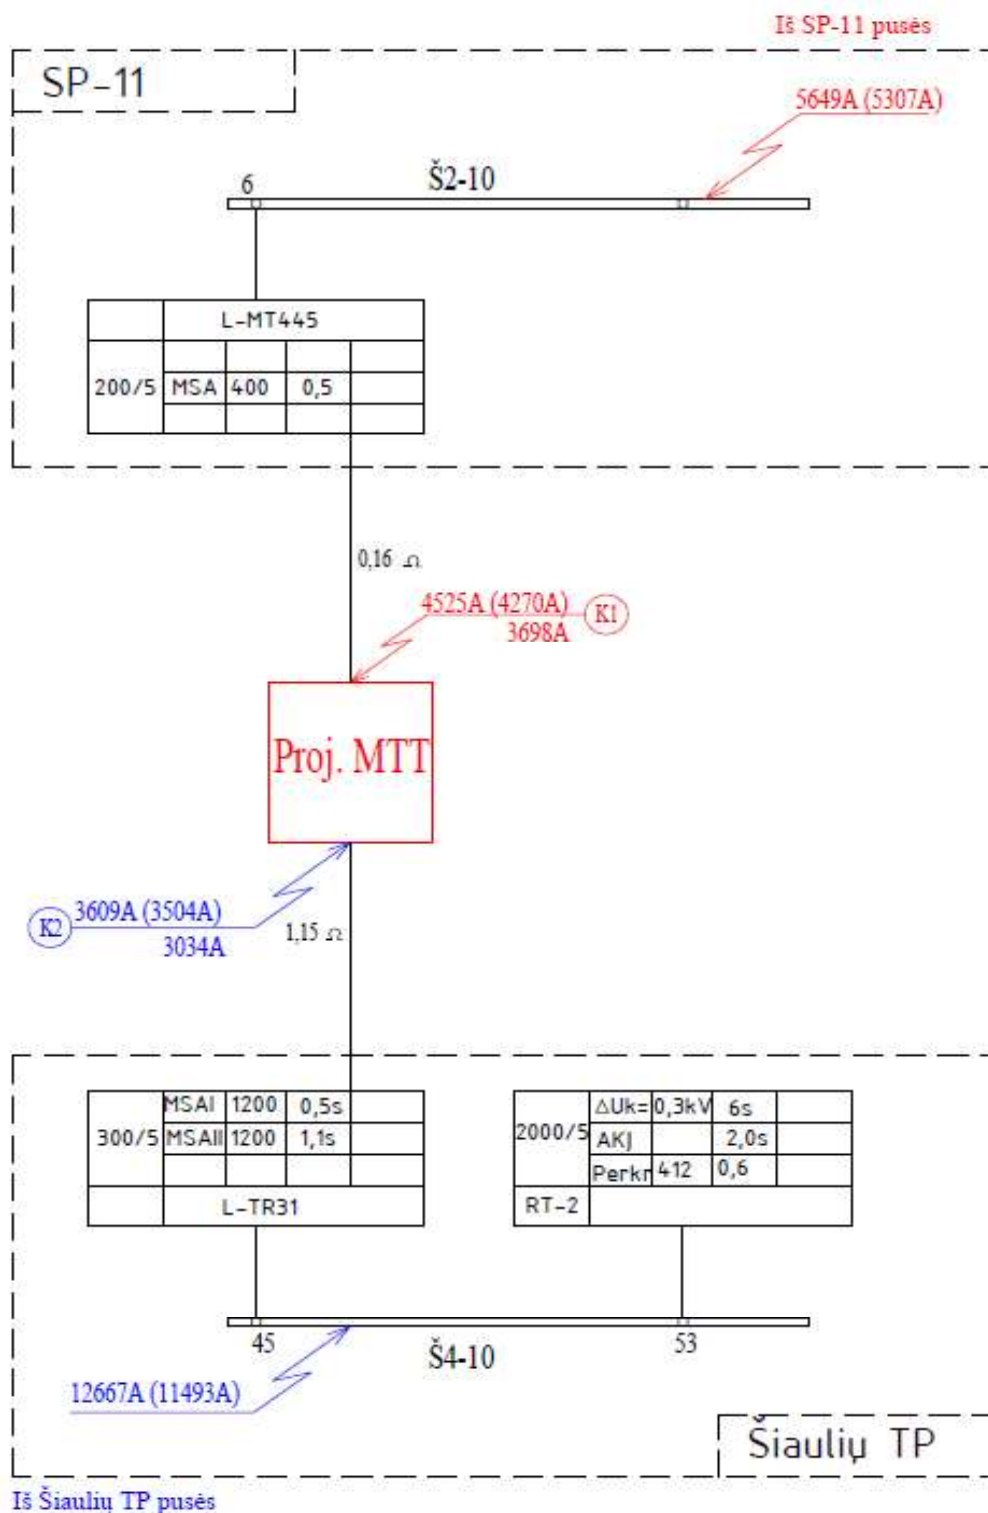 Iš SP-11 pusės
SP-11
5649A (5307A)
6
Š2-10
L-MT445
200/5 MSA 400 0,5
0,16 Ω
4525A (4270A)
3698A
K1
Proj. MTT
K2
3609A (3504A)
3034A
1,15 Ω
300/5
MSAI 1200 0,5s
MSAII 1200 1,1s
L-TR31
2000/5
ΔUk= 0,3kV 6s
AKĮ 2,0s
Perkr 412 0,6
RT-2
45
Š4-10
53
12667A (11493A)
Šiaulių TP
Iš Šiaulių TP pusės